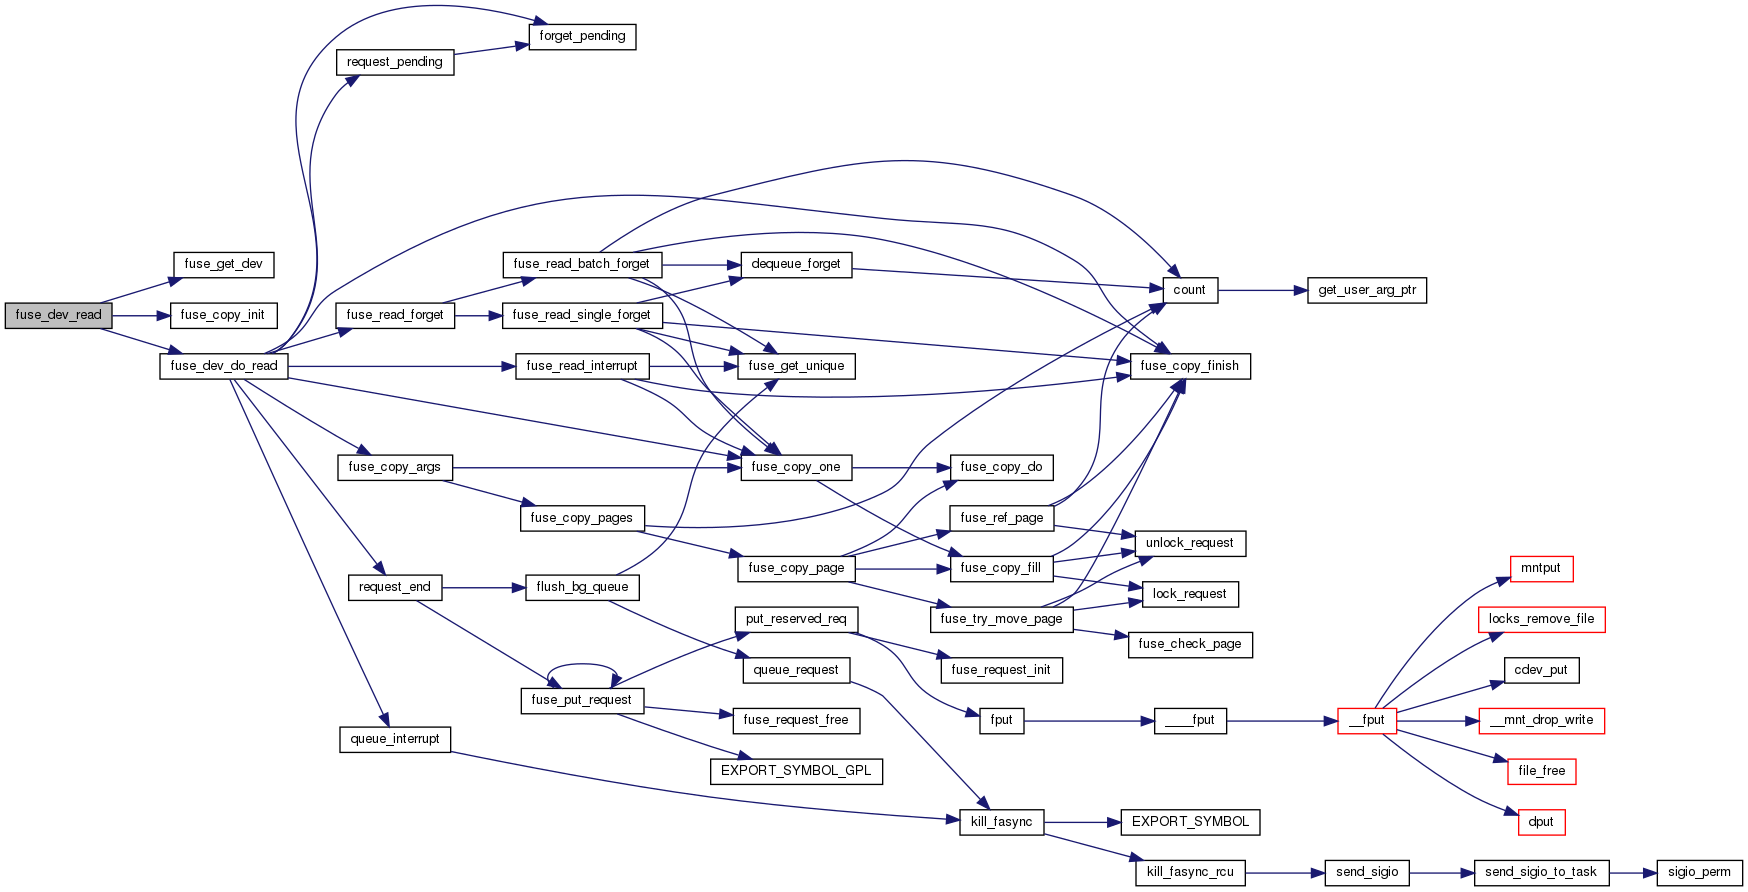 forget_pending
request_pending
fuse_get_dev
fuse_read_batch_forget
dequeue_forget
count
get_user_arg_ptr
fuse_dev_read
fuse_copy_init
fuse_read_forget
fuse_read_single_forget
fuse_dev_do_read
fuse_read_interrupt
fuse_get_unique
fuse_copy_finish
fuse_copy_args
fuse_copy_one
fuse_copy_do
fuse_copy_pages
fuse_ref_page
unlock_request
fuse_copy_page
fuse_copy_fill
mntput
request_end
flush_bg_queue
lock_request
put_reserved_req
fuse_try_move_page
locks_remove_file
fuse_check_page
queue_request
fuse_request_init
cdev_put
fuse_put_request
fuse_request_free
fput
____fput
__fput
__mnt_drop_write
queue_interrupt
EXPORT_SYMBOL_GPL
file_free
kill_fasync
EXPORT_SYMBOL
dput
kill_fasync_rcu
send_sigio
send_sigio_to_task
sigio_perm